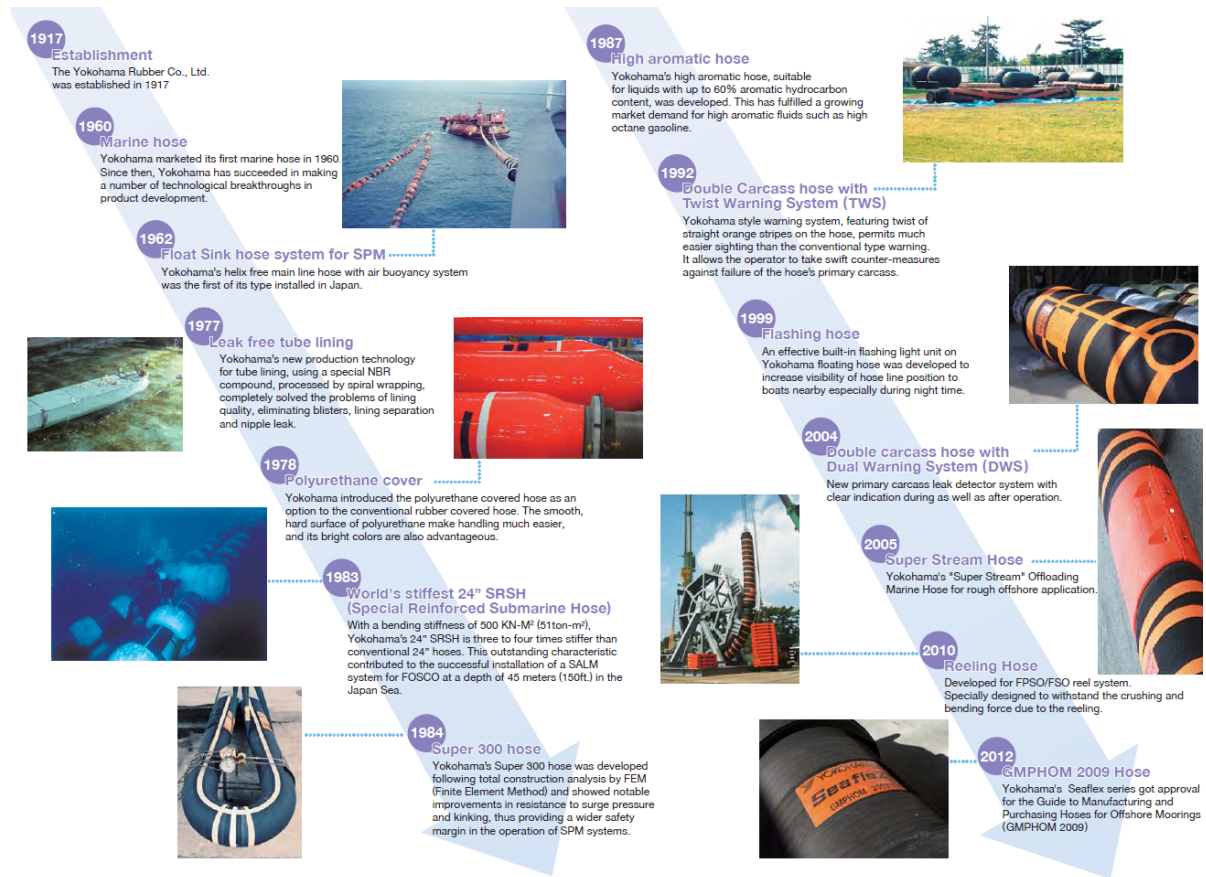 1917
Establishment
The Yokohama Rubber Co., Ltd.
was established in 1917
1960
Marine hose
Yokohama marketed its first marine hose in 1960.
Since then, Yokohama has succeeded in making
a number of technological breakthroughs in
product development.
1962
Float Sink hose system for SPM
Yokohama's helix free main line hose with air buoyancy system
was the first of its type installed in Japan.
1977
Leak free tube lining
Yokohama's new production technology
for tube lining, using a special NBR
compound, processed by spiral wrapping,
completely solved the problems of lining
quality, eliminating blisters, lining separation
and nipple leak.
1978
Polyurethane cover
Yokohama introduced the polyurethane covered hose as an
option to the conventional rubber covered hose. The smooth,
hard surface of polyurethane make handling much easier,
and its bright colors are also advantageous.
1983
World's stiffest 24” SRSH
(Special Reinforced Submarine Hose)
With a bending stiffness of 500 KN-M² (51ton-m²),
Yokohama's 24” SRSH is three to four times stiffer than
conventional 24” hoses. This outstanding characteristic
contributed to the successful installation of a SALM
system for FOSCO at a depth of 45 meters (150ft.) in the
Japan Sea.
1984
Super 300 hose
Yokohama's Super 300 hose was developed
following total construction analysis by FEM
(Finite Element Method) and showed notable
improvements in resistance to surge pressure
and kinking, thus providing a wider safety
margin in the operation of SPM systems.
1987
High aromatic hose
Yokohama's high aromatic hose, suitable
for liquids with up to 60% aromatic hydrocarbon
content, was developed. This has fulfilled a growing
market demand for high aromatic fluids such as high
octane gasoline.
1992
Double Carcass hose with
Twist Warning System (TWS)
Yokohama style warning system, featuring twist of
straight orange stripes on the hose, permits much
easier sighting than the conventional type warning.
It allows the operator to take swift counter-measures
against failure of the hose's primary carcass.
1999
Flashing hose
An effective built-in flashing light unit on
Yokohama floating hose was developed to
increase visibility of hose line position to
boats nearby especially during night time.
2004
Double carcass hose with
Dual Warning System (DWS)
New primary carcass leak detector system with
clear indication during as well as after operation.
2005
Super Stream Hose
Yokohama's "Super Stream" Offloading
Marine Hose for rough offshore application.
2010
Reeling Hose
Developed for FPSO/FSO reel system.
Specially designed to withstand the crushing and
bending force due to the reeling.
2012
GMPHOM 2009 Hose
Yokohama's Seaflex series got approval
for the Guide to Manufacturing and
Purchasing Hoses for Offshore Moorings
(GMPHOM 2009)
YOKOHAMA
Seaflex
GMPHOM 2009